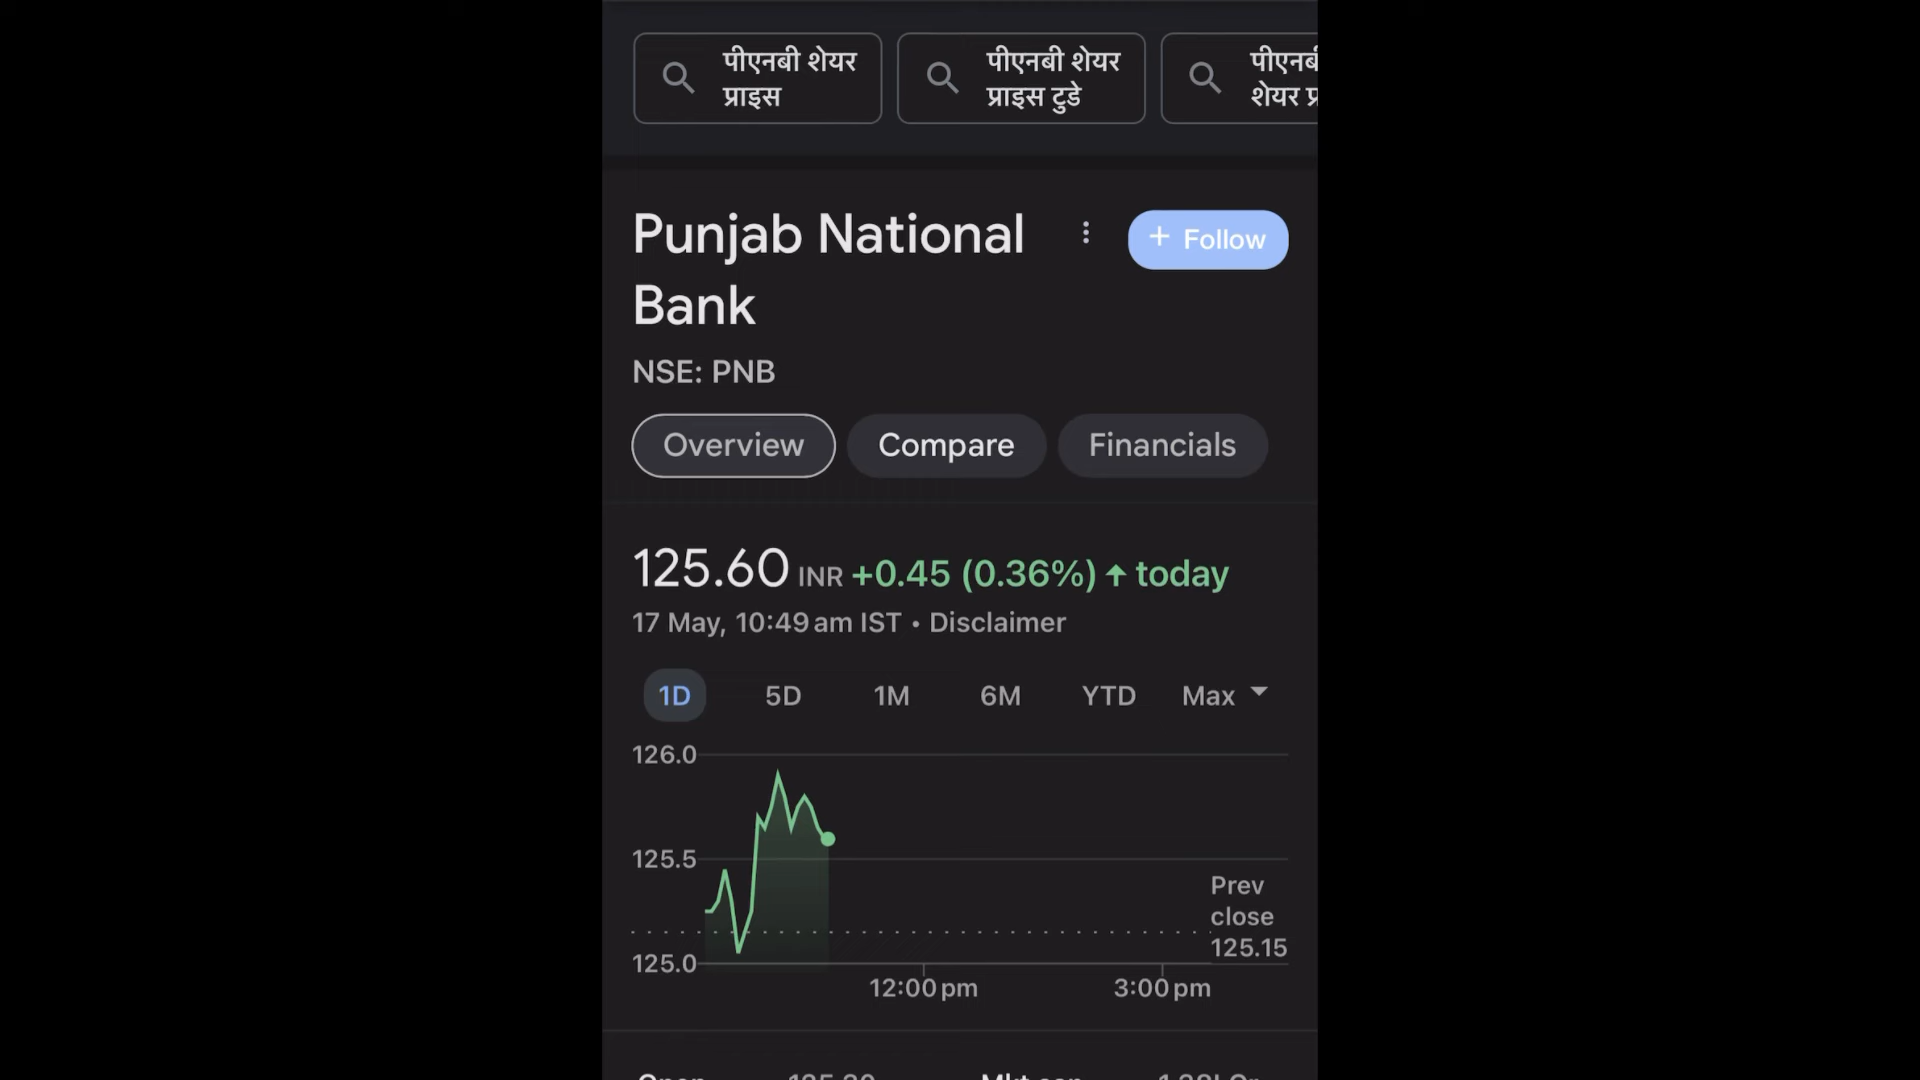 पीएनबी शेयर
प्राइस
पीएनबी शेयर
प्राइस टुडे
शेयर
Punjab National
Bank
+ Follow
NSE: PNB
Overview
Compare
Financials
125.60 INR +0.45 (0.36%) ↑ today
17 May, 10:49 am IST • Disclaimer
1D 5D 1M 6M YTD Max
126.0
125.5
125.0
Prev
close
125.15
12:00 pm
3:00 pm